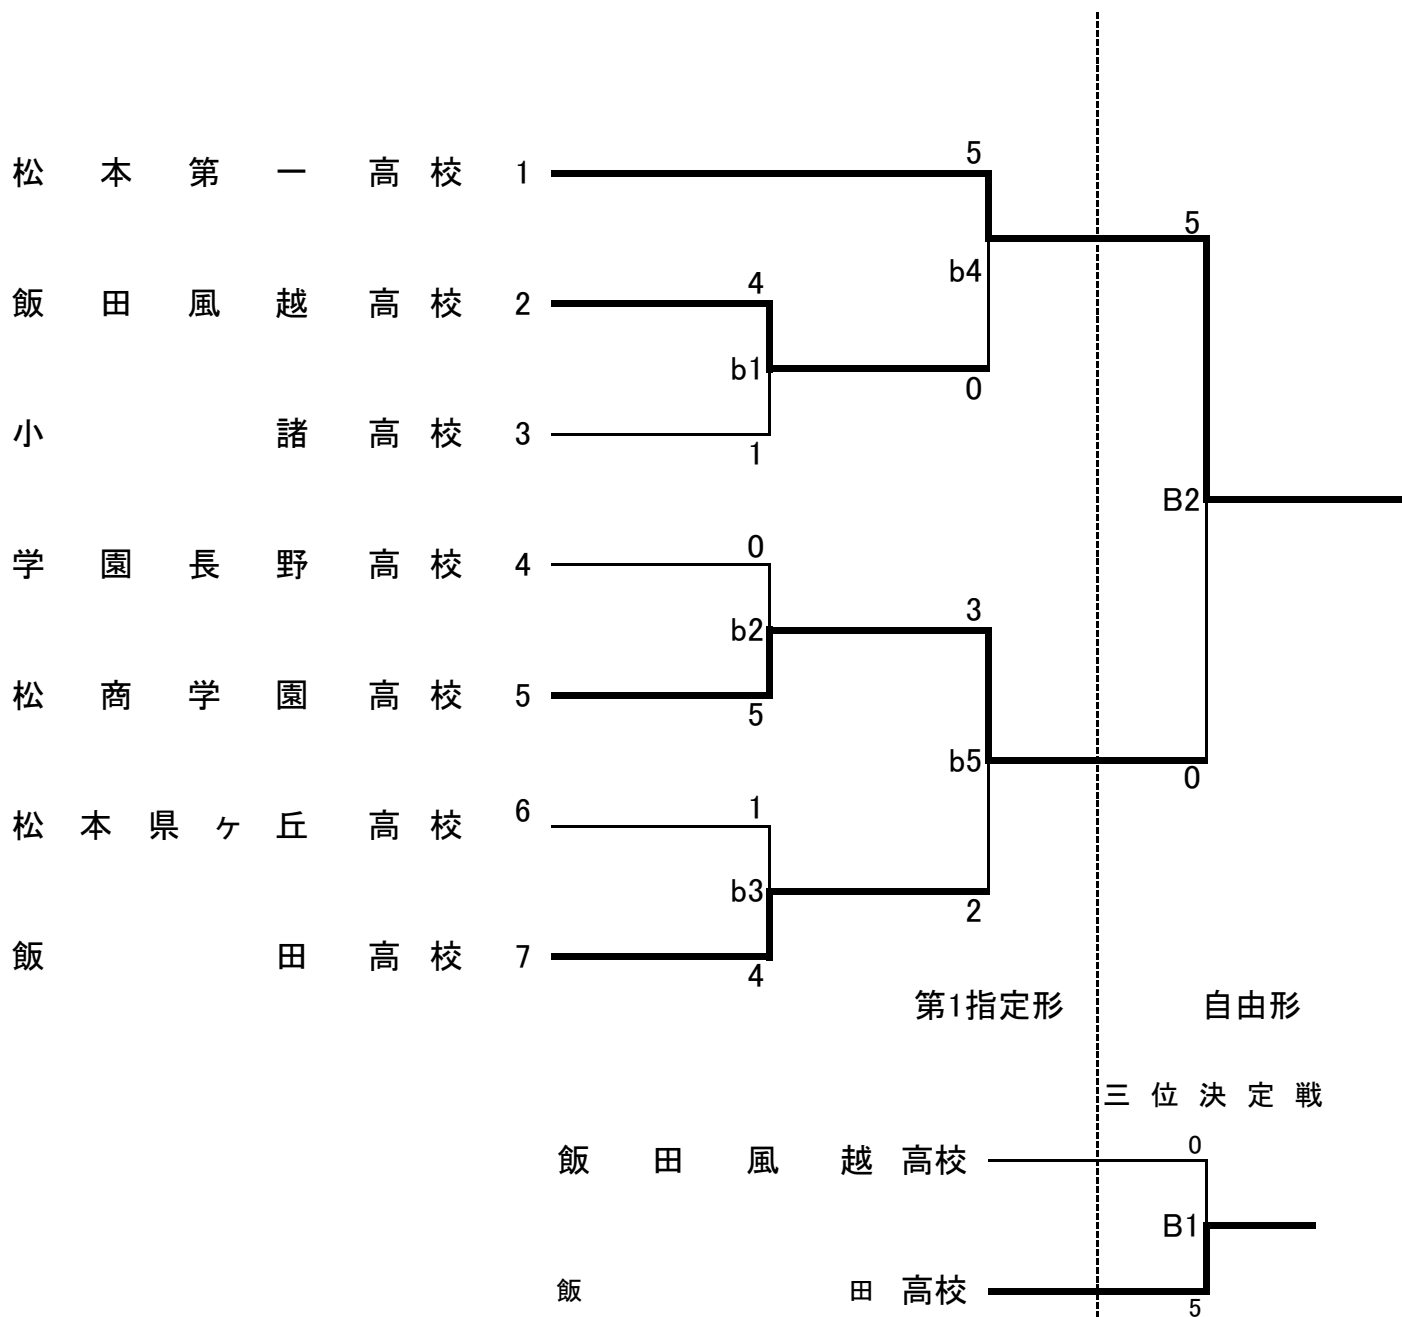 5
松本第一高校 1
5
b4
4
飯田風越高校 2
b1
0
小諸高校 3
1
B2
0
学園長野高校 4
3
b2
松商学園高校 5
5
b5
0
1
松本県ヶ丘高校 6
b3
2
飯田高校 7
4
第1指定形 自由形
三位決定戦
0
飯田風越高校
B1
飯田高校
5